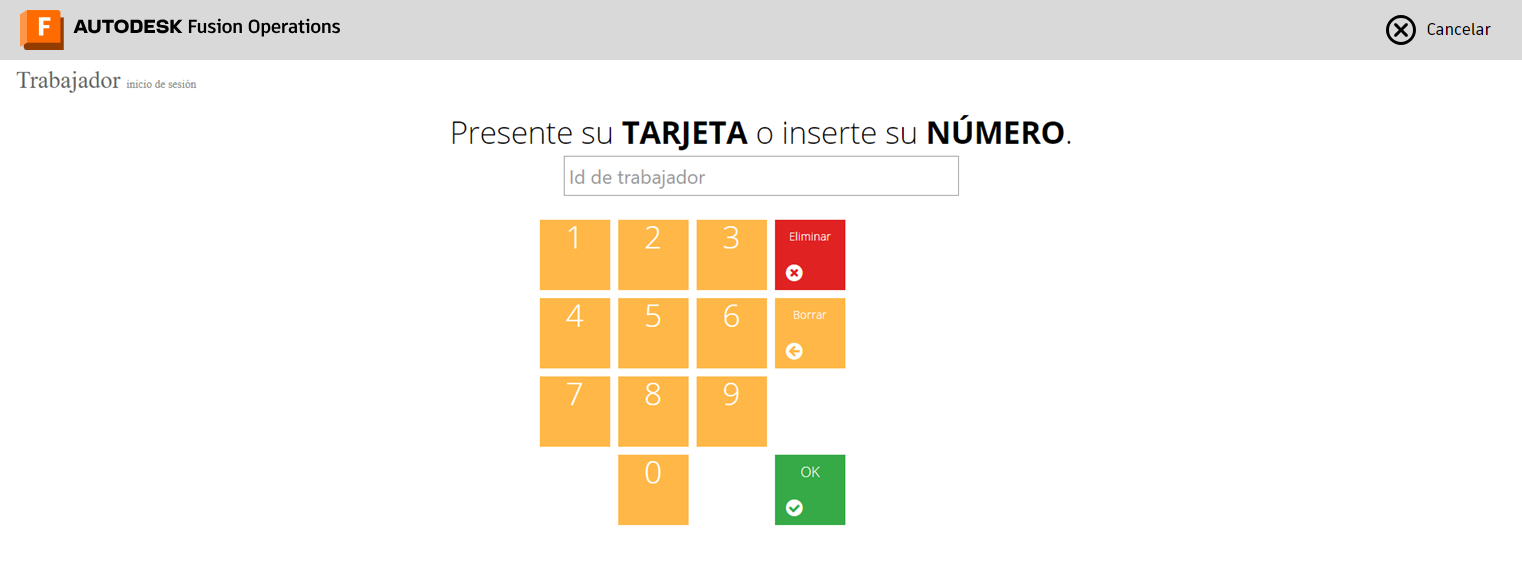 F AUTODESK Fusion Operations
Cancelar
Trabajador inicio de sesión
Presente su TARJETA o inserte su NÚMERO.
Id de trabajador
1 2 3 Eliminar
4 5 6 Borrar
7 8 9
0 OK